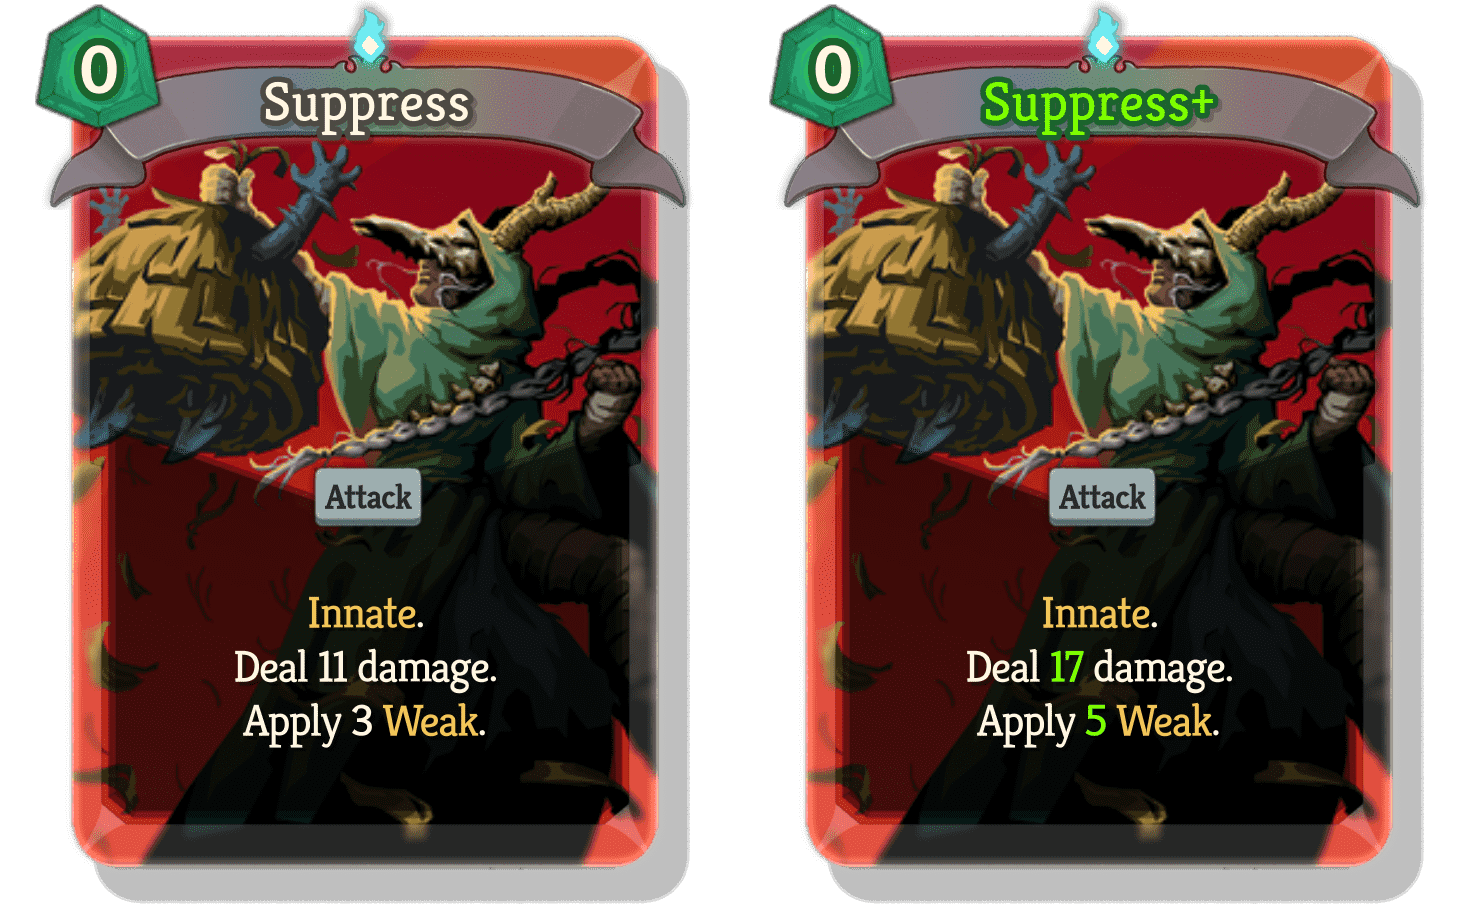 0
Suppress
Attack
Innate.
Deal 11 damage.
Apply 3 Weak.
0
Suppress+
Attack
Innate.
Deal 17 damage.
Apply 5 Weak.